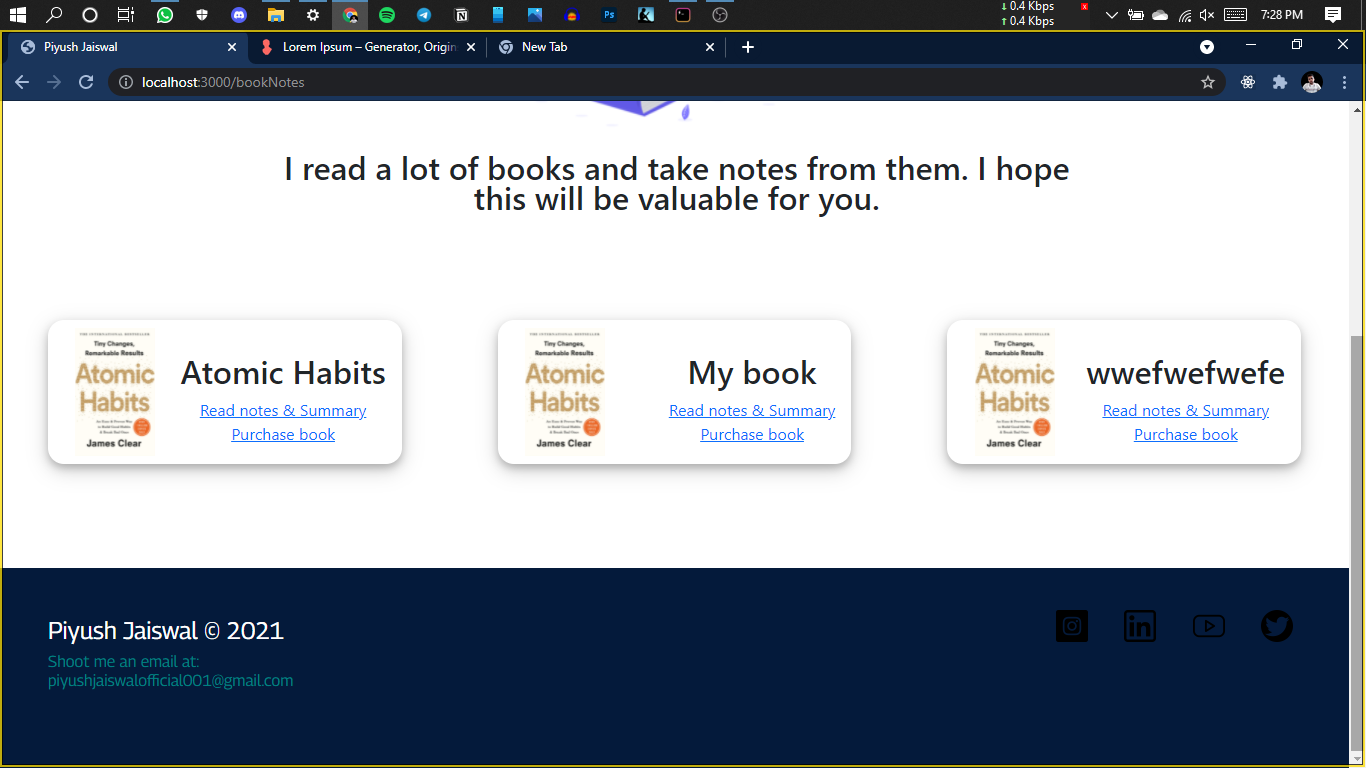 0.4 Kbps
0.4 Kbps
7:28 PM
Piyush Jaiswal
Lorem Ipsum – Generator, Origin
New Tab
localhost:3000/bookNotes
I read a lot of books and take notes from them. I hope
this will be valuable for you.
THE INTERNATIONAL BESTSELLER
Tiny Changes,
Remarkable Results
Atomic
Habits
James Clear
Atomic Habits
Read notes & Summary
Purchase book
THE INTERNATIONAL BESTSELLER
Tiny Changes,
Remarkable Results
Atomic
Habits
James Clear
My book
Read notes & Summary
Purchase book
THE INTERNATIONAL BESTSELLER
Tiny Changes,
Remarkable Results
Atomic
Habits
James Clear
wwefwefwefe
Read notes & Summary
Purchase book
Piyush Jaiswal © 2021
Shoot me an email at:
piyushjaiswalofficial001@gmail.com